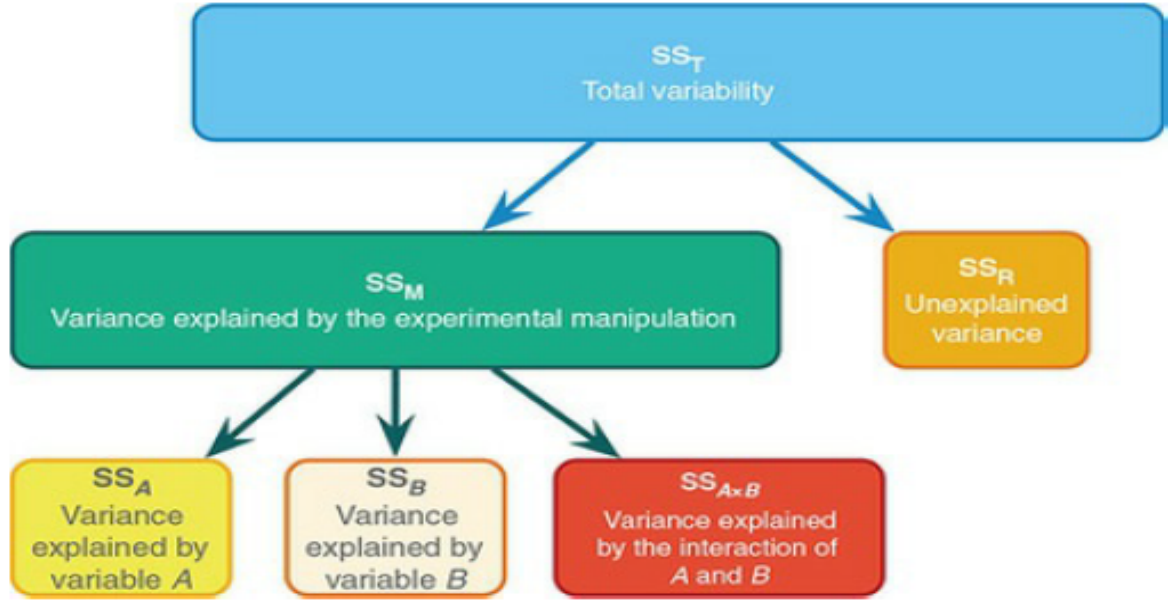 SS_T
Total variability
SS_M
Variance explained by the experimental manipulation
SS_R
Unexplained
variance
SS_A
Variance
explained by
variable A
SS_B
Variance
explained by
variable B
SS_A×B
Variance explained
by the interaction of
A and B